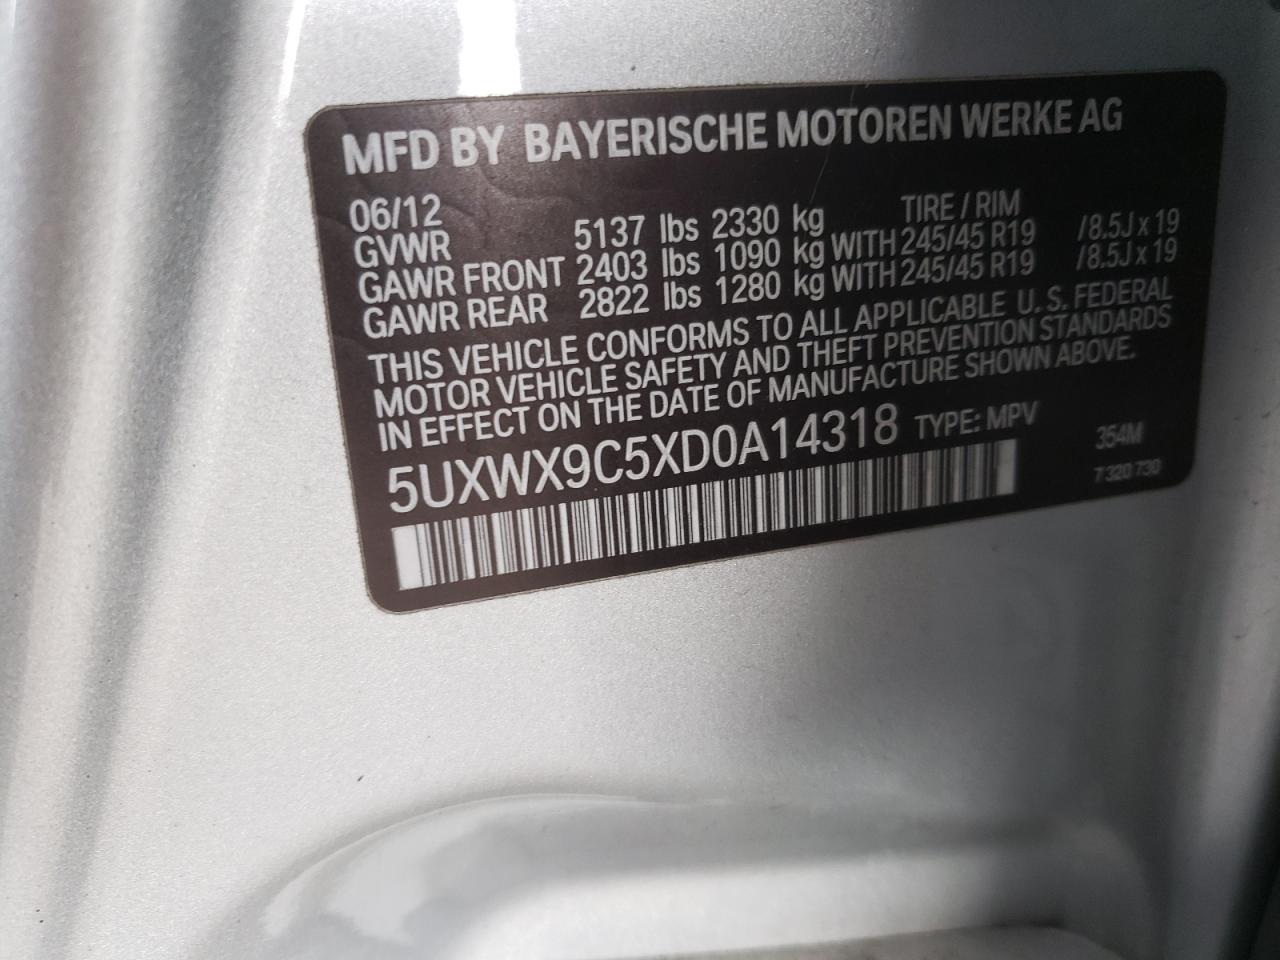 MFD BY BAYERISCHE MOTOREN WERKE AG
06/12 TIRE / RIM
GVWR 5137 lbs 2330 kg
GAWR FRONT 2403 lbs 1090 kg WITH 245/45 R19 /8.5J x 19
GAWR REAR 2822 lbs 1280 kg WITH 245/45 R19 /8.5J x 19
THIS VEHICLE CONFORMS TO ALL APPLICABLE U. S. FEDERAL
MOTOR VEHICLE SAFETY AND THEFT PREVENTION STANDARDS
IN EFFECT ON THE DATE OF MANUFACTURE SHOWN ABOVE.
5UXWX9C5XD0A14318 TYPE: MPV
354M
7 320 730